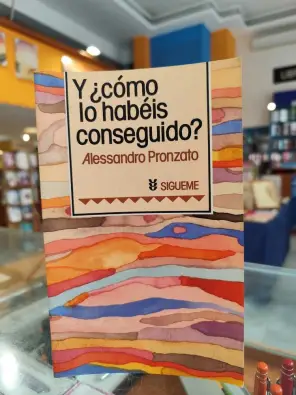 Y ¿cómo
lo habéis
conseguido?
Alessandro Pronzato
SIGUEME